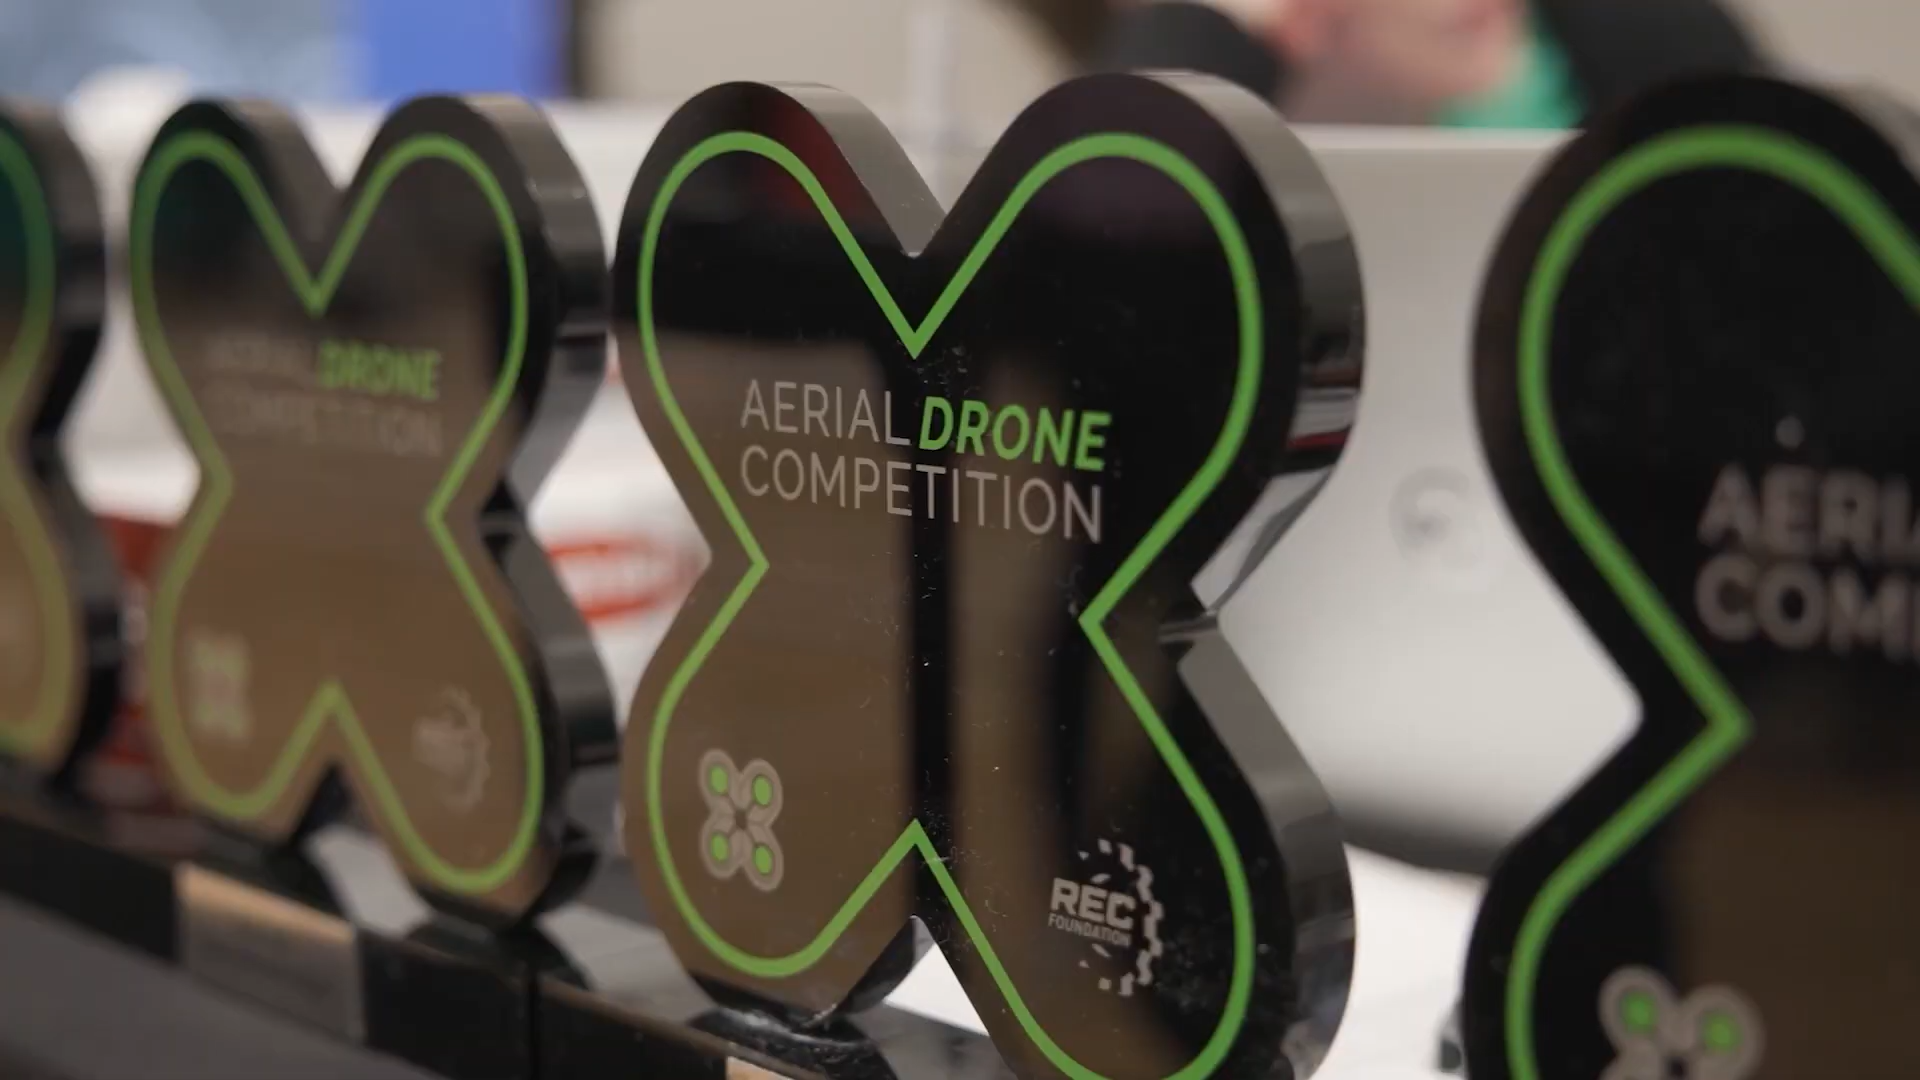 AERIAL DRONE
COMPETITION
AERIAL DRONE
COMPETITION
REC
FOUNDATION
AERIA
COMP